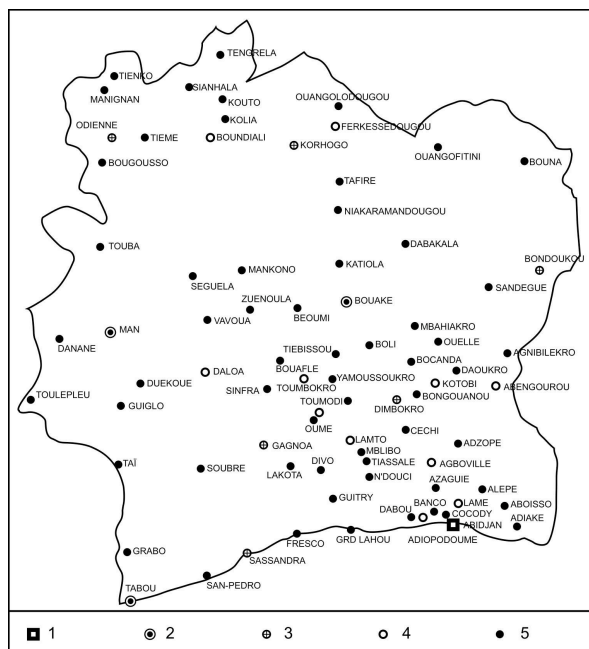 TENGRELA
TIENKO
MANIGNAN
SIANHALA
KOUTO
OUANGOLODOUGOU
ODIENNE
KOLIA
FERKESSEDOUGOU
TIEME
BOUNDIALI
KORHOGO
OUANGOFITINI
BOUGOUSSO
BOUNA
TAFIRE
NIAKARAMANDOUGOU
TOUBA
DABAKALA
BONDOUKOU
KATIOLA
MANKONO
SEGUELA
SANDEGUE
ZUENOULA
BOUAKE
BEOUMI
VAVOUA
MAN
MBAHIAKRO
DANANE
BOLI
OUELLE
TIEBISSOU
AGNIBILEKRO
BOUAFLE
BOCANDA
DALOA
DAOUKRO
TOUMBOKRO
YAMOUSSOUKRO
DUEKOUE
KOTOBI
ABENGOUROU
SINFRA
TOULEPLEU
BONGOUANOU
GUIGLO
TOUMODI
DIMBOKRO
OUME
CECHI
GAGNOA
LAMTO
ADZOPE
MBLIBO
TAÏ
DIVO
TIASSALE
AGBOVILLE
SOUBRE
LAKOTA
N'DOUCI
AZAGUIE
ALEPE
GUITRY
BANCO
LAME
DABOU
ABOISSO
COCODY
ADIAKE
ABIDJAN
GRD LAHOU
FRESCO
ADIOPODOUME
GRABO
SASSANDRA
SAN-PEDRO
TABOU
1 2 3 4 5